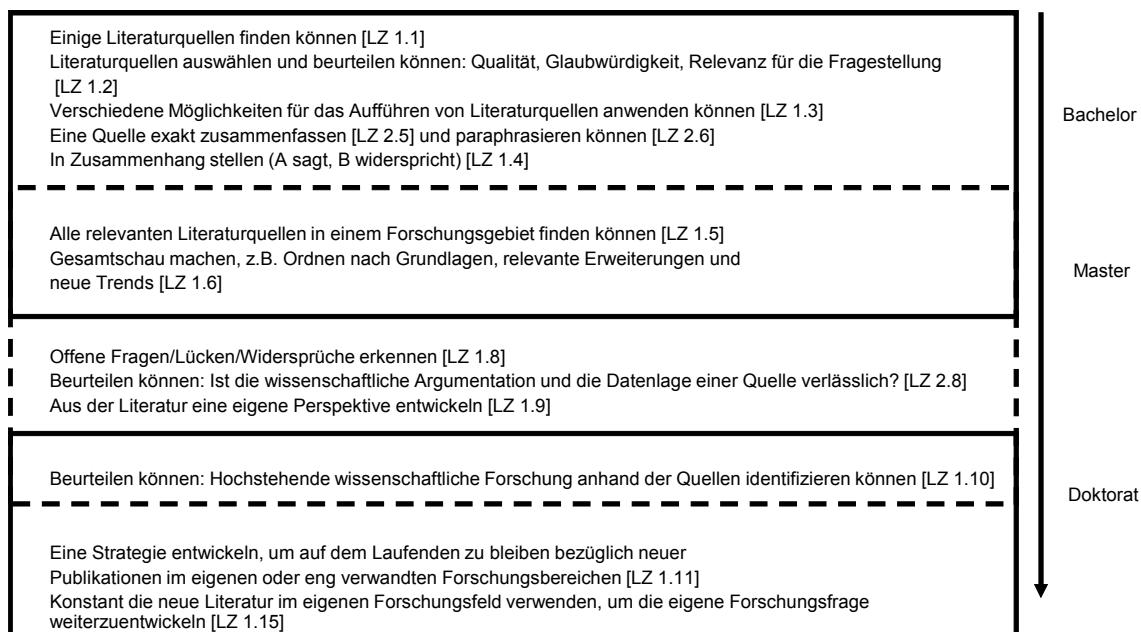 Einige Literaturquellen finden können [LZ 1.1]
Literaturquellen auswählen und beurteilen können: Qualität, Glaubwürdigkeit, Relevanz für die Fragestellung
[LZ 1.2]
Verschiedene Möglichkeiten für das Aufführen von Literaturquellen anwenden können [LZ 1.3]
Eine Quelle exakt zusammenfassen [LZ 2.5] und paraphrasieren können [LZ 2.6]
In Zusammenhang stellen (A sagt, B widerspricht) [LZ 1.4]
Bachelor
Alle relevanten Literaturquellen in einem Forschungsgebiet finden können [LZ 1.5]
Gesamtschau machen, z.B. Ordnen nach Grundlagen, relevante Erweiterungen und
neue Trends [LZ 1.6]
Master
Offene Fragen/Lücken/Widersprüche erkennen [LZ 1.8]
Beurteilen können: Ist die wissenschaftliche Argumentation und die Datenlage einer Quelle verlässlich? [LZ 2.8]
Aus der Literatur eine eigene Perspektive entwickeln [LZ 1.9]
Beurteilen können: Hochstehende wissenschaftliche Forschung anhand der Quellen identifizieren können [LZ 1.10]
Doktorat
Eine Strategie entwickeln, um auf dem Laufenden zu bleiben bezüglich neuer
Publikationen im eigenen oder eng verwandten Forschungsbereichen [LZ 1.11]
Konstant die neue Literatur im eigenen Forschungsfeld verwenden, um die eigene Forschungsfrage
weiterzuentwickeln [LZ 1.15]